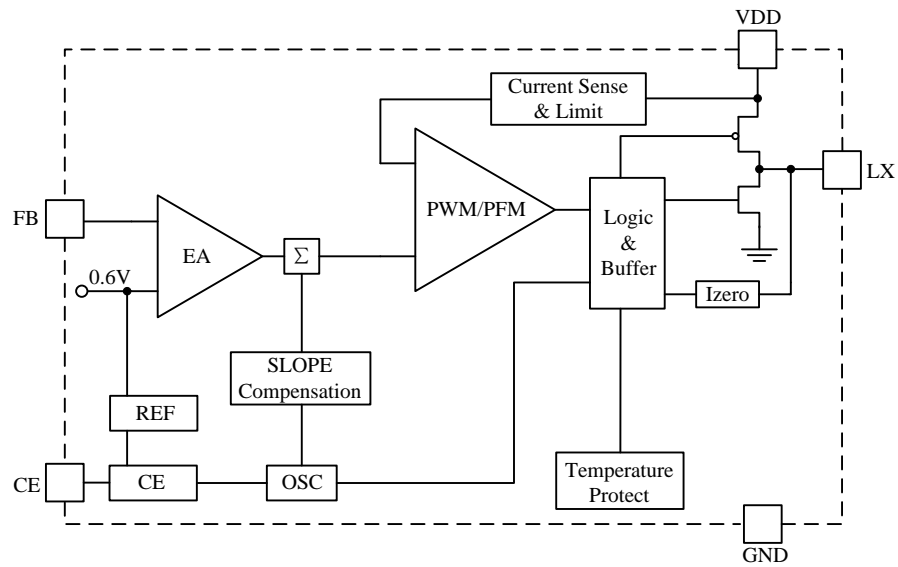 VDD
Current Sense
& Limit
LX
FB
PWM/PFM
Logic
&
Buffer
EA
Σ
0.6V
Izero
SLOPE
Compensation
REF
CE
CE
OSC
Temperature
Protect
GND